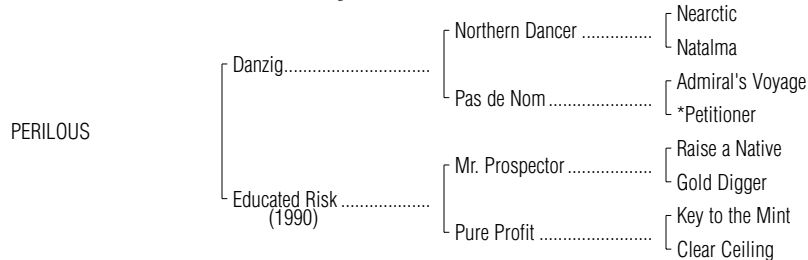 Nearctic
Northern Dancer ...............
Natalma
Danzig..............................
Admiral's Voyage
Pas de Nom ......................
*Petitioner
PERILOUS
Raise a Native
Mr. Prospector ..................
Gold Digger
Educated Risk ...................
(1990)
Key to the Mint
Pure Profit ........................
Clear Ceiling